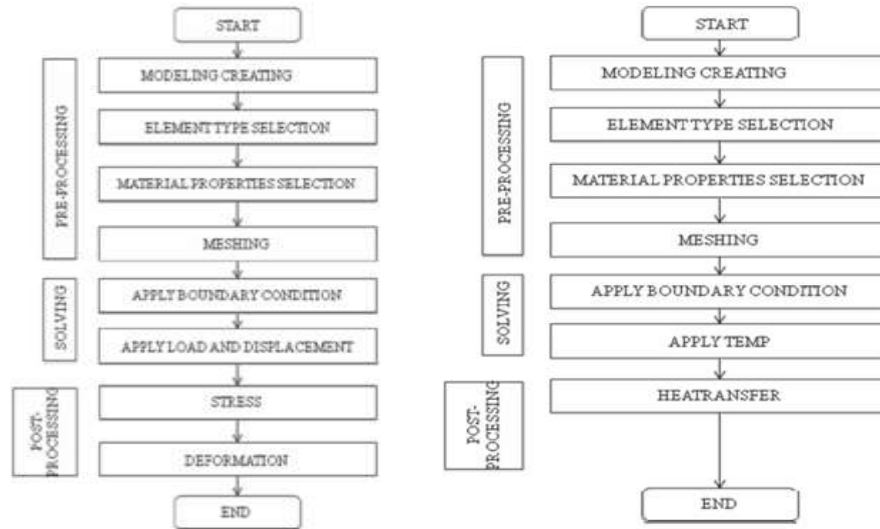 START
MODELING CREATING
ELEMENT TYPE SELECTION
MATERIAL PROPERTIES SELECTION
MESHING
APPLY BOUNDARY CONDITION
APPLY LOAD AND DISPLACEMENT
STRESS
DEFORMATION
END
PRE-PROCESSING
SOLVING
POST-
PROCESSING
START
MODELING CREATING
ELEMENT TYPE SELECTION
MATERIAL PROPERTIES SELECTION
MESHING
APPLY BOUNDARY CONDITION
APPLY TEMP
HEATRANSFER
END
PRE-PROCESSING
SOLVING
POST-
PROCESSING